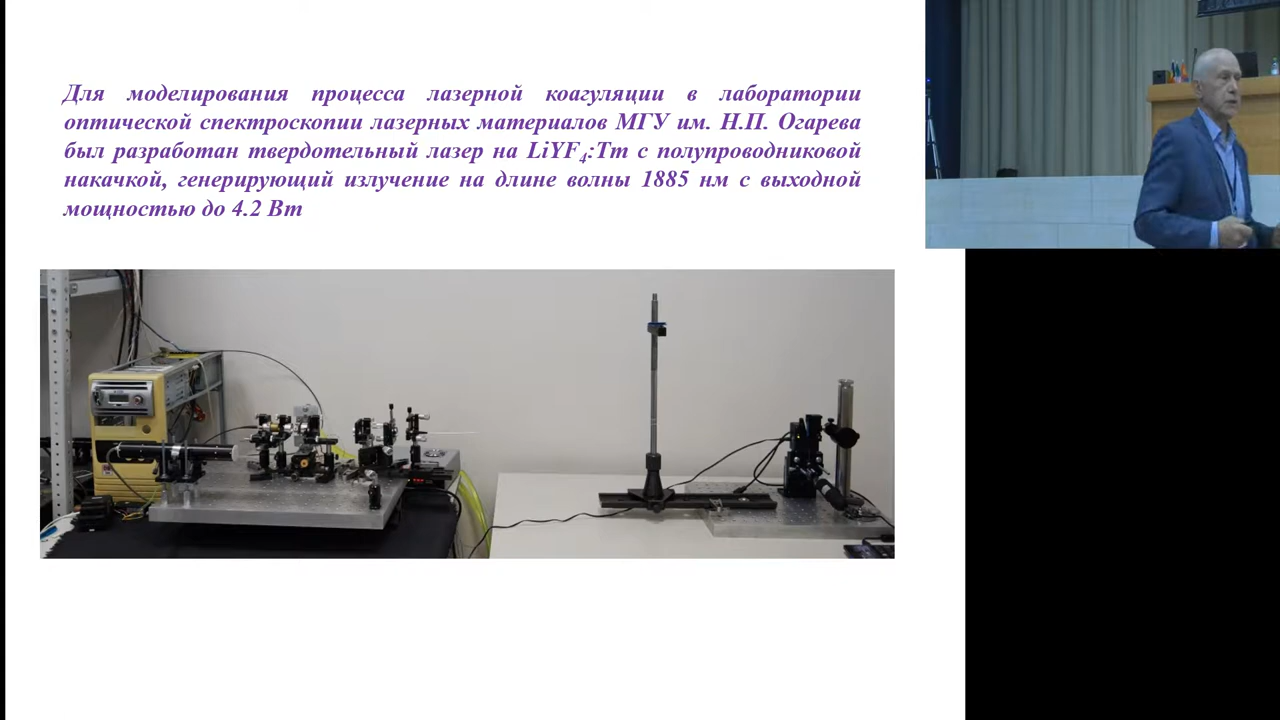 Для моделирования процесса лазерной коагуляции в лаборатории
оптической спектроскопии лазерных материалов МГУ им. Н.П. Огарева
был разработан твердотельный лазер на LiYF₄:Tm с полупроводниковой
накачкой, генерирующий излучение на длине волны 1885 нм с выходной
мощностью до 4.2 Вт